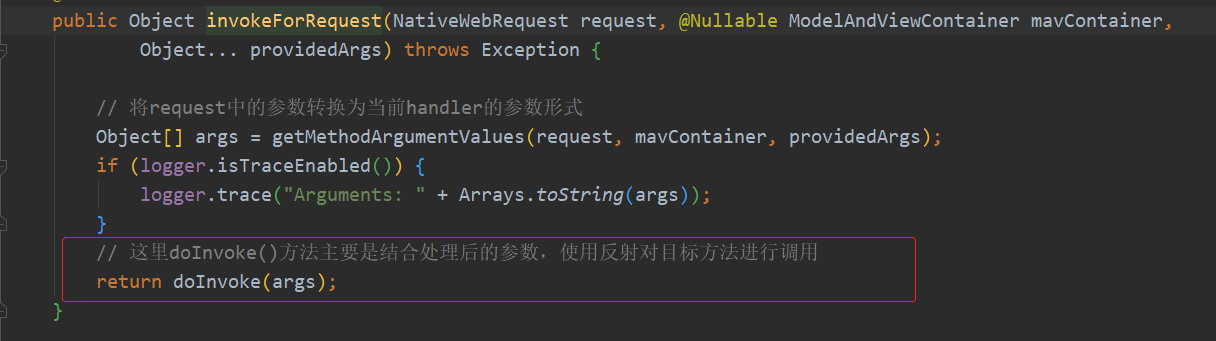 public Object invokeForRequest(NativeWebRequest request, @Nullable ModelAndViewContainer mavContainer,
Object... providedArgs) throws Exception {
// 将request中的参数转换为当前handler的参数形式
Object[] args = getMethodArgumentValues(request, mavContainer, providedArgs);
if (logger.isTraceEnabled()) {
logger.trace("Arguments: " + Arrays.toString(args));
}
// 这里doInvoke()方法主要是结合处理后的参数，使用反射对目标方法进行调用
return doInvoke(args);
}